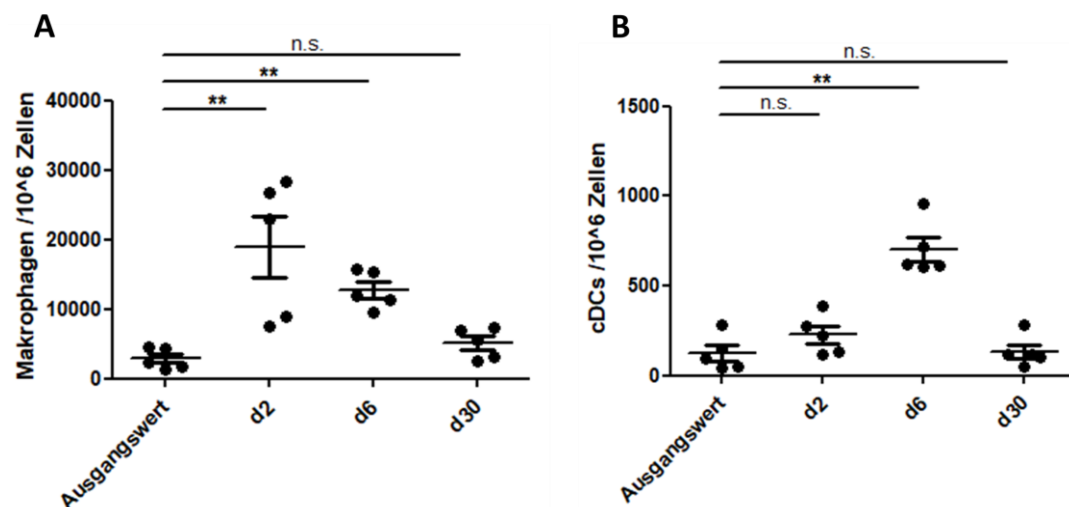 A
n.s.
**
**
Makrophagen /10^6 Zellen
40000
30000
20000
10000
0
Ausgangswert
d2
d6
d30
B
n.s.
**
n.s.
cDCs /10^6 Zellen
1500
1000
500
0
Ausgangswert
d2
d6
d30